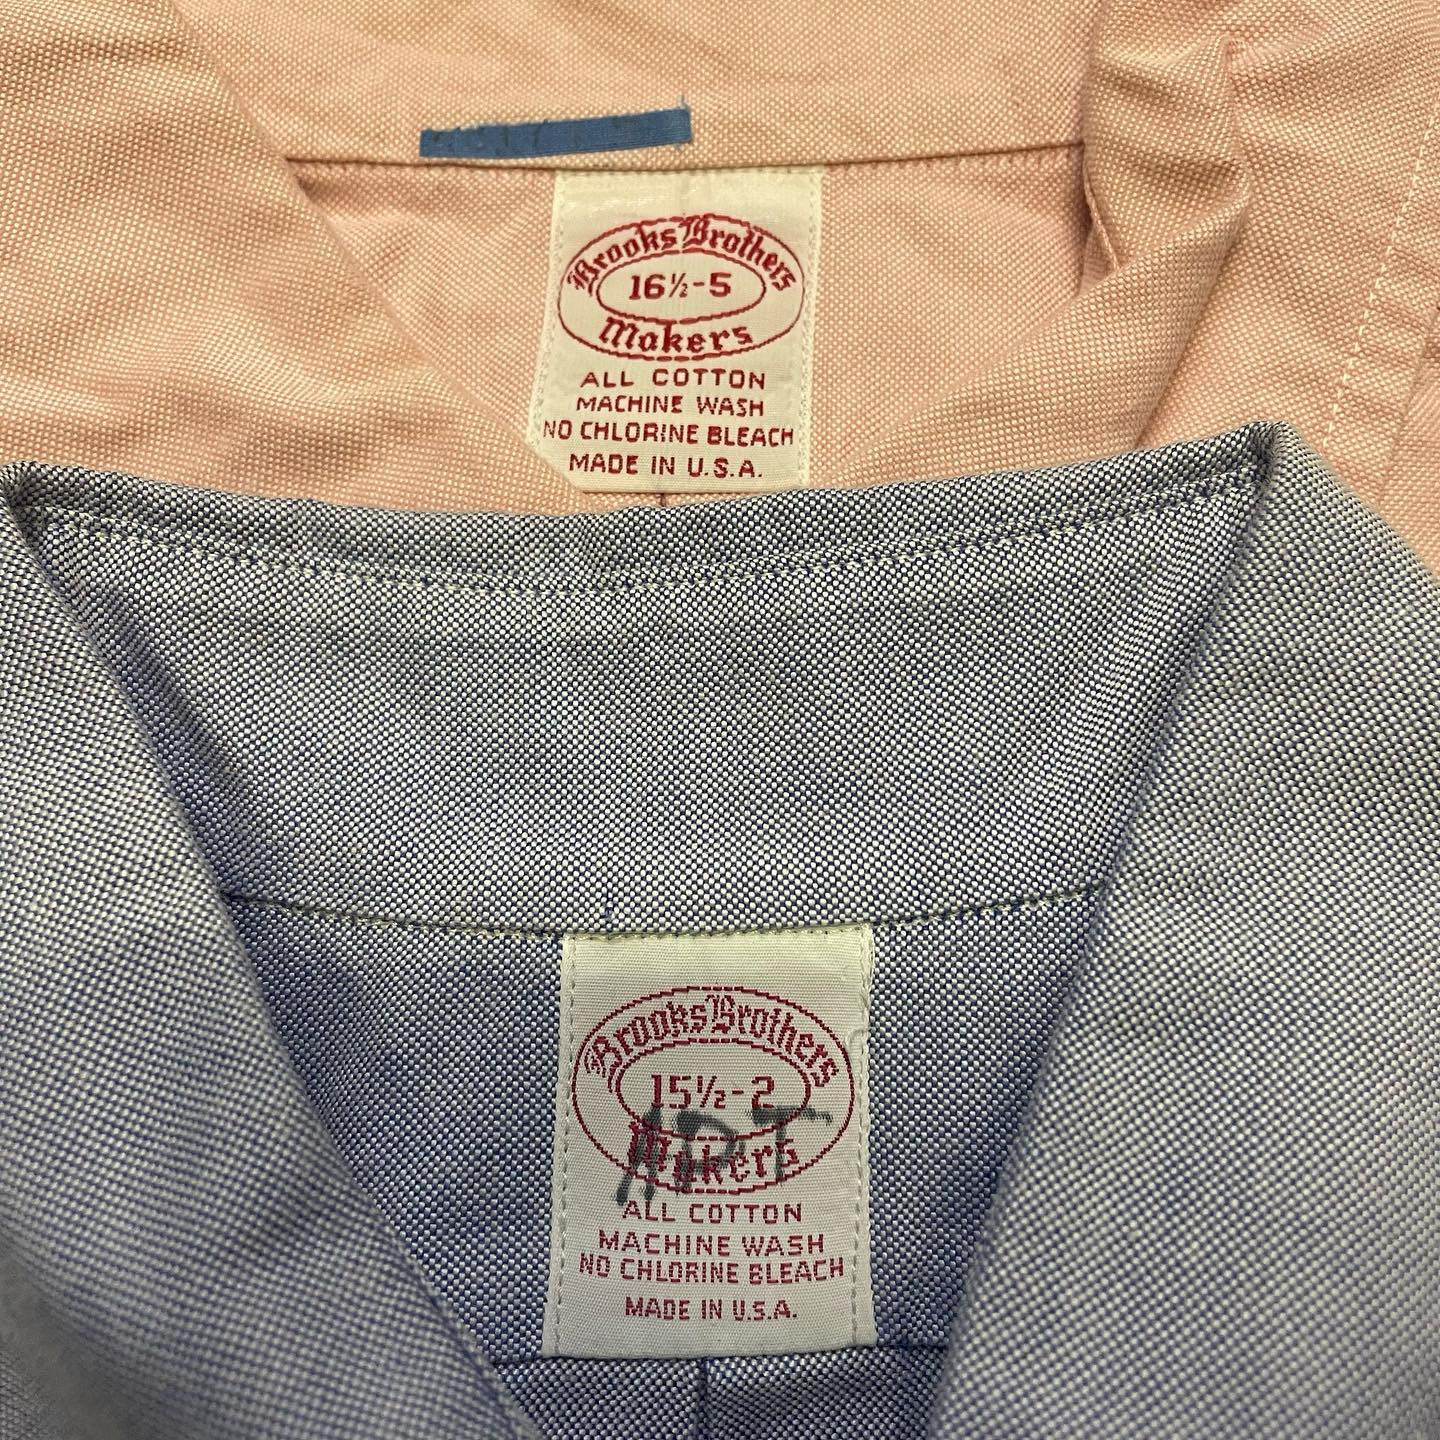 Brooks Brothers
16½-5
Makers
ALL COTTON
MACHINE WASH
NO CHLORINE BLEACH
MADE IN U.S.A.
Brooks Brothers
15½-2
APT
Makers
ALL COTTON
MACHINE WASH
NO CHLORINE BLEACH
MADE IN U.S.A.